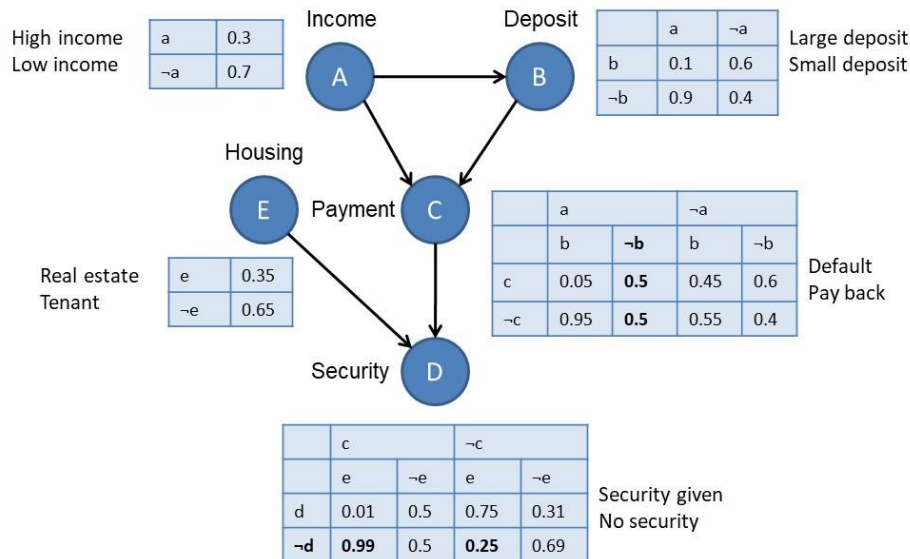 Income
Deposit
High income
Low income
a 0.3
¬a 0.7
A
B
a ¬a
b 0.1 0.6
¬b 0.9 0.4
Large deposit
Small deposit
Housing
E
Payment
C
Real estate
Tenant
e 0.35
¬e 0.65
a ¬a
b ¬b b ¬b
c 0.05 0.5 0.45 0.6
¬c 0.95 0.5 0.55 0.4
Default
Pay back
Security
D
c ¬c
e ¬e e ¬e
d 0.01 0.5 0.75 0.31
¬d 0.99 0.5 0.25 0.69
Security given
No security